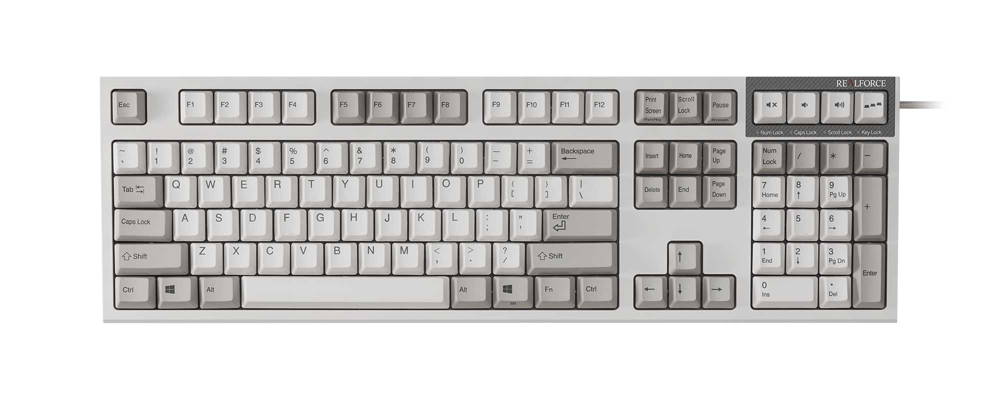 REALFORCE
Esc F1 F2 F3 F4 F5 F6 F7 F8 F9 F10 F11 F12 Print Screen SysRq Scroll Lock Pause Break
Num Lock Caps Lock Scroll Lock Key Lock
~ ` ! 1 @ 2 # 3 $ 4 % 5 ^ 6 & 7 * 8 ( 9 ) 0 — - + = Backspace ← Insert Home Page Up Num Lock / * -
Tab Q W E R T Y U I O P { [ } ] | \ Delete End Page Down 7 Home 8 ↑ 9 Pg Up +
Caps Lock A S D F G H J K L : ; " ' Enter 4 ← 5 6 →
Shift Z X C V B N M < , > . ? / Shift ↑ 1 End 2 ↓ 3 Pg Dn Enter
Ctrl Alt Alt Fn Ctrl ← ↓ → 0 Ins . Del